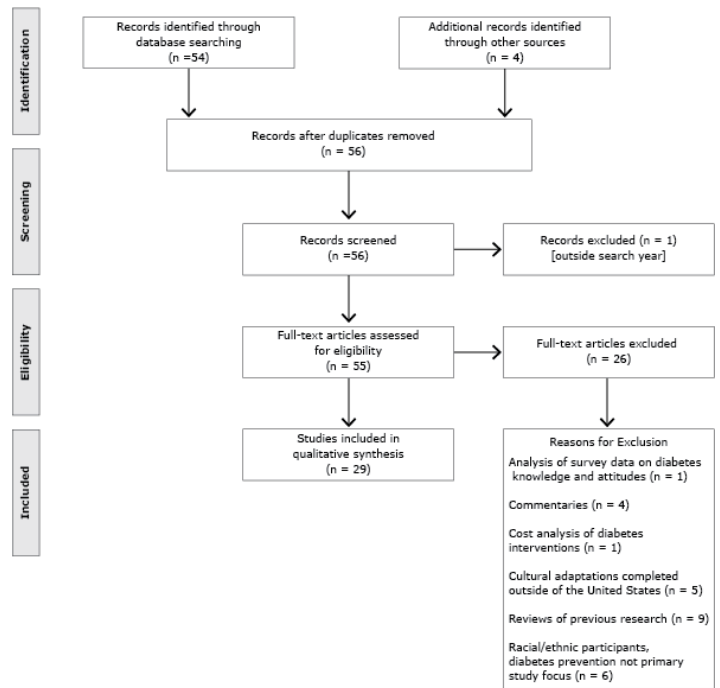 Identification
Records identified through
database searching
(n =54)
Additional records identified
through other sources
(n = 4)
Records after duplicates removed
(n = 56)
Screening
Records screened
(n =56)
Records excluded (n = 1)
[outside search year]
Eligibility
Full-text articles assessed
for eligibility
(n = 55)
Full-text articles excluded
(n = 26)
Included
Studies included in
qualitative synthesis
(n = 29)
Reasons for Exclusion
Analysis of survey data on diabetes
knowledge and attitudes (n = 1)
Commentaries (n = 4)
Cost analysis of diabetes
interventions (n = 1)
Cultural adaptations completed
outside of the United States (n = 5)
Reviews of previous research (n = 9)
Racial/ethnic participants,
diabetes prevention not primary
study focus (n = 6)